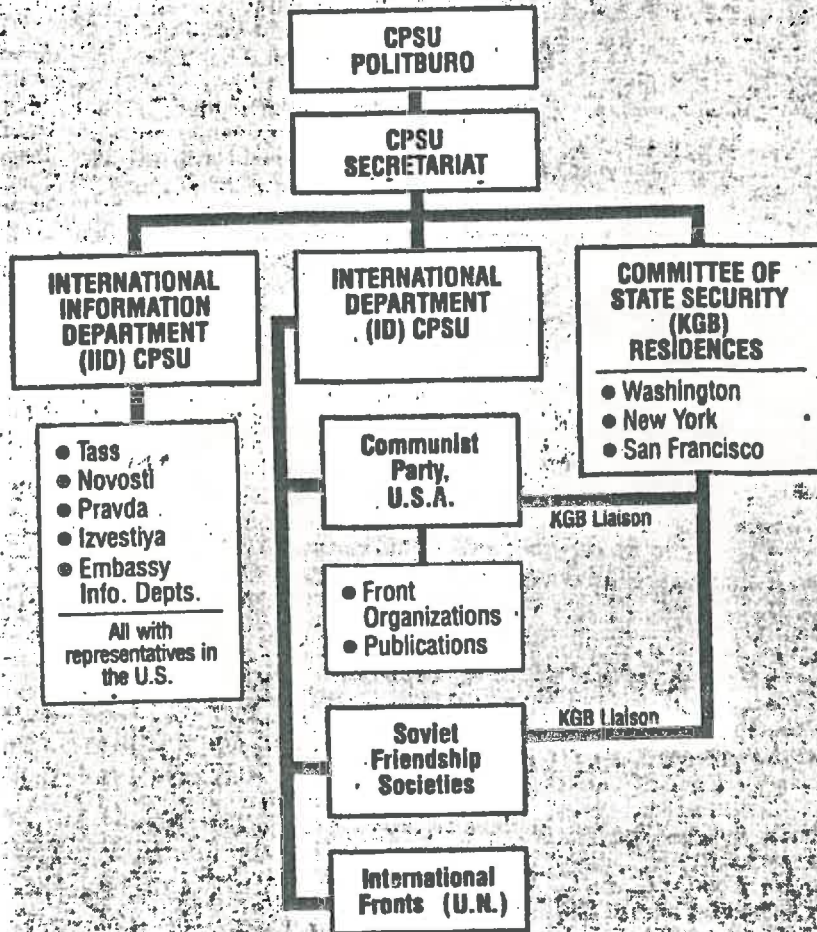 CPSU
POLITBURO
CPSU
SECRETARIAT
INTERNATIONAL
INFORMATION
DEPARTMENT
(IID) CPSU
● Tass
● Novosti
● Pravda
● Izvestiya
● Embassy
Info. Depts.
All with
representatives in
the U.S.
INTERNATIONAL
DEPARTMENT
(ID) CPSU
COMMITTEE OF
STATE SECURITY
(KGB)
RESIDENCES
● Washington
● New York
● San Francisco
Communist
Party,
U.S.A.
KGB Liaison
● Front
Organizations
● Publications
Soviet
Friendship
Societies
KGB Liaison
International
Fronts (U.N.)